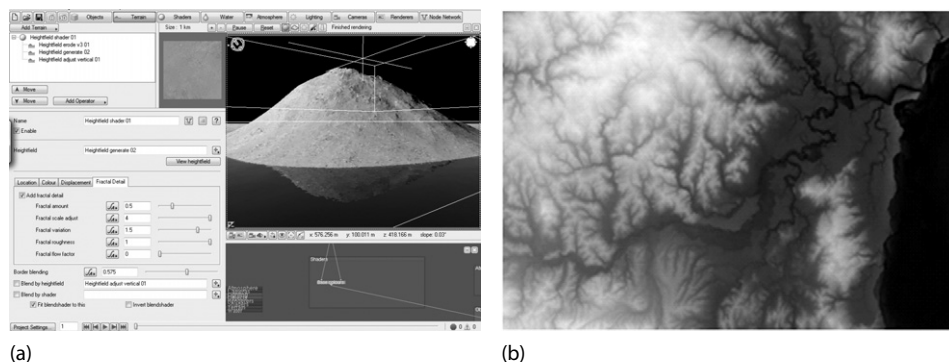 Objects Terrain Shaders Water Atmosphere Lighting Cameras Renderers Node Network
Add Terrain Size: 1 km Pause Reset Finished rendering
Heightfield shader 01
Heightfield erode v3.01
Heightfield generate 02
Heightfield adjust vertical 01
Move
Move Add Operator
Name Heightfield shader 01 ?
Enable
Heightfield Heightfield generate 02
View heightfield
Location Colour Displacement Fractal Detail
Add fractal detail
Fractal amount 0.5
Fractal scale adjust 4
Fractal variation 1.5
Fractal roughness 1
Fractal flow factor 0
x: 576.256 m y: 100.011 m z: 418.166 m slope: 0.03°
Shaders
Border blending 0.575
Blend by heightfield Heightfield adjust vertical 01
Blend by shader
Fit blendshader to this Invert blendshader
Project Settings... 1 0 0
(a) (b)